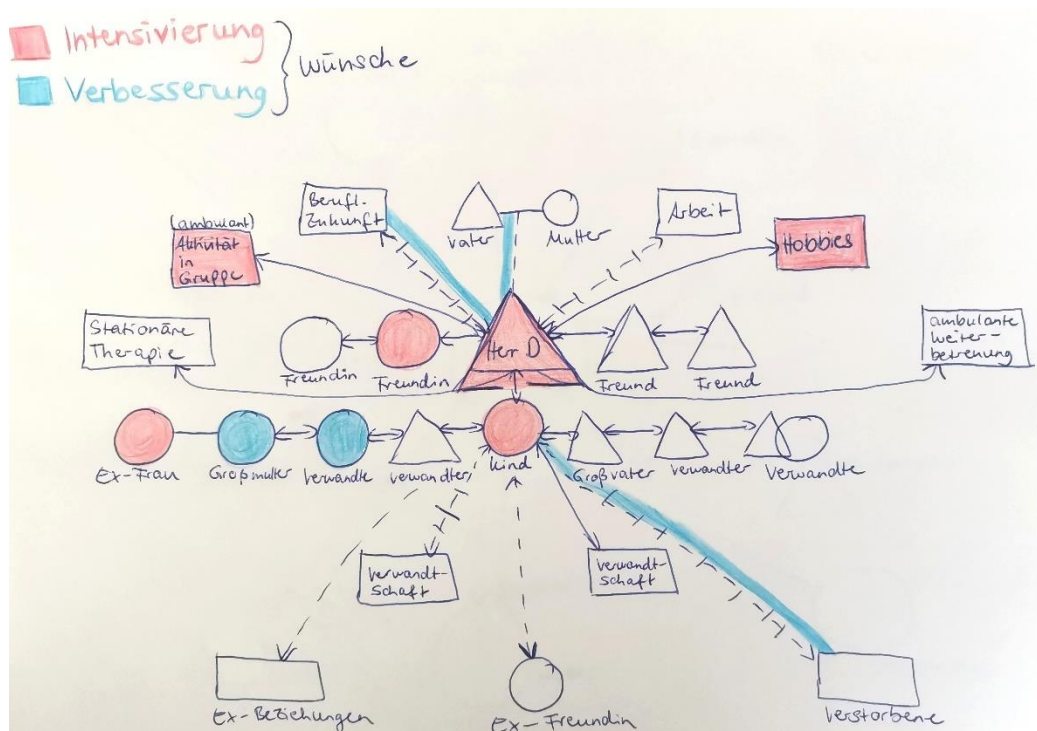 Intensivierung
Verbesserung
Wünsche
Berufl.
Zukunft
Vater
Mutter
Arbeit
(ambulant)
Aktivität
in
Gruppe
Hobbies
Stationäre
Therapie
Freundin
Freundin
Herr D
Freund
Freund
ambulante
Weiter-
betreuung
Ex-Frau
Großmutter
Verwandte
Verwandter
Kind
Großvater
Verwandter
Verwandte
Verwandt-
schaft
Verwandt-
schaft
Ex-Beziehungen
Ex-Freundin
Verstorbene